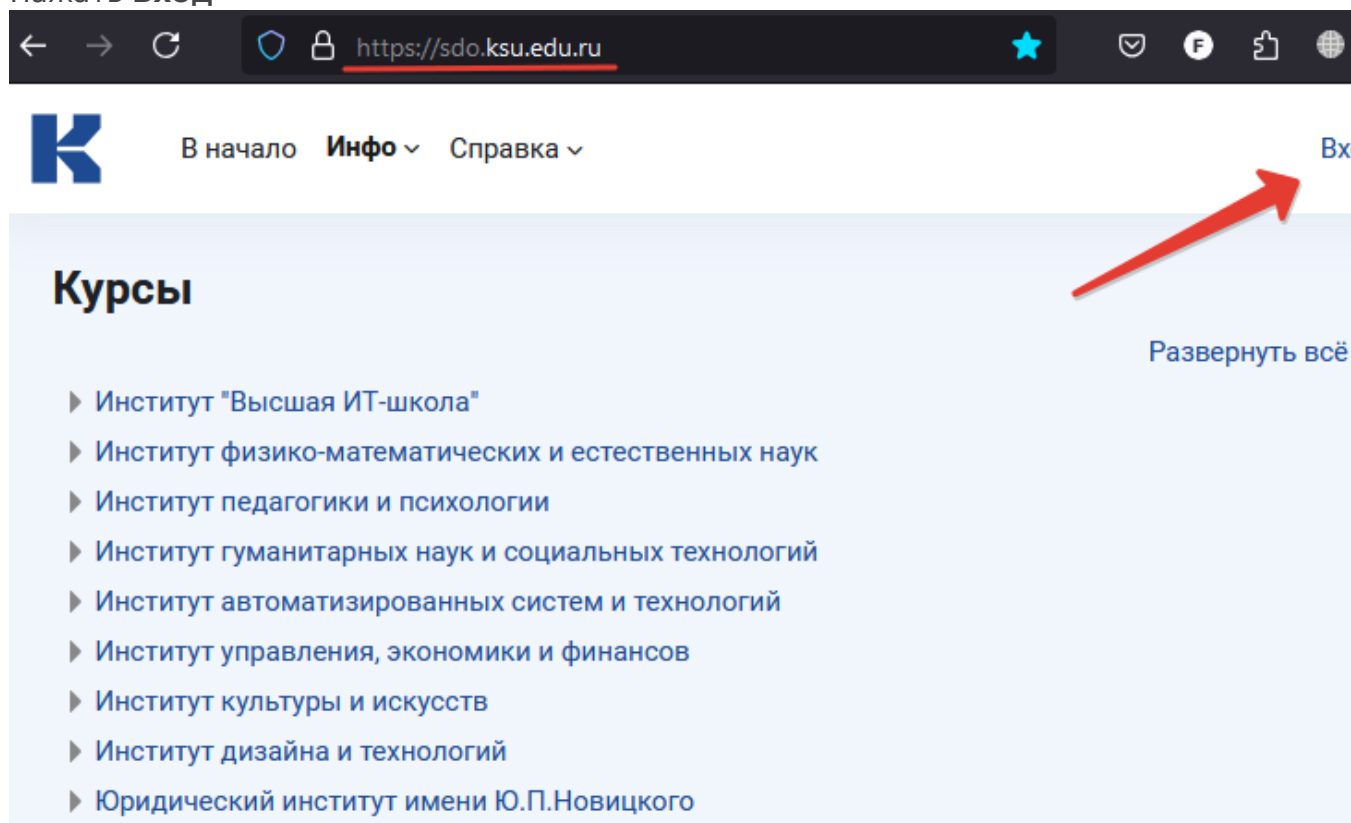 Нажать Вход
https://sdo.ksu.edu.ru
F
В начало Инфо Справка
Курсы
Развернуть всё
Институт "Высшая ИТ-школа"
Институт физико-математических и естественных наук
Институт педагогики и психологии
Институт гуманитарных наук и социальных технологий
Институт автоматизированных систем и технологий
Институт управления, экономики и финансов
Институт культуры и искусств
Институт дизайна и технологий
Юридический институт имени Ю.П.Новицкого